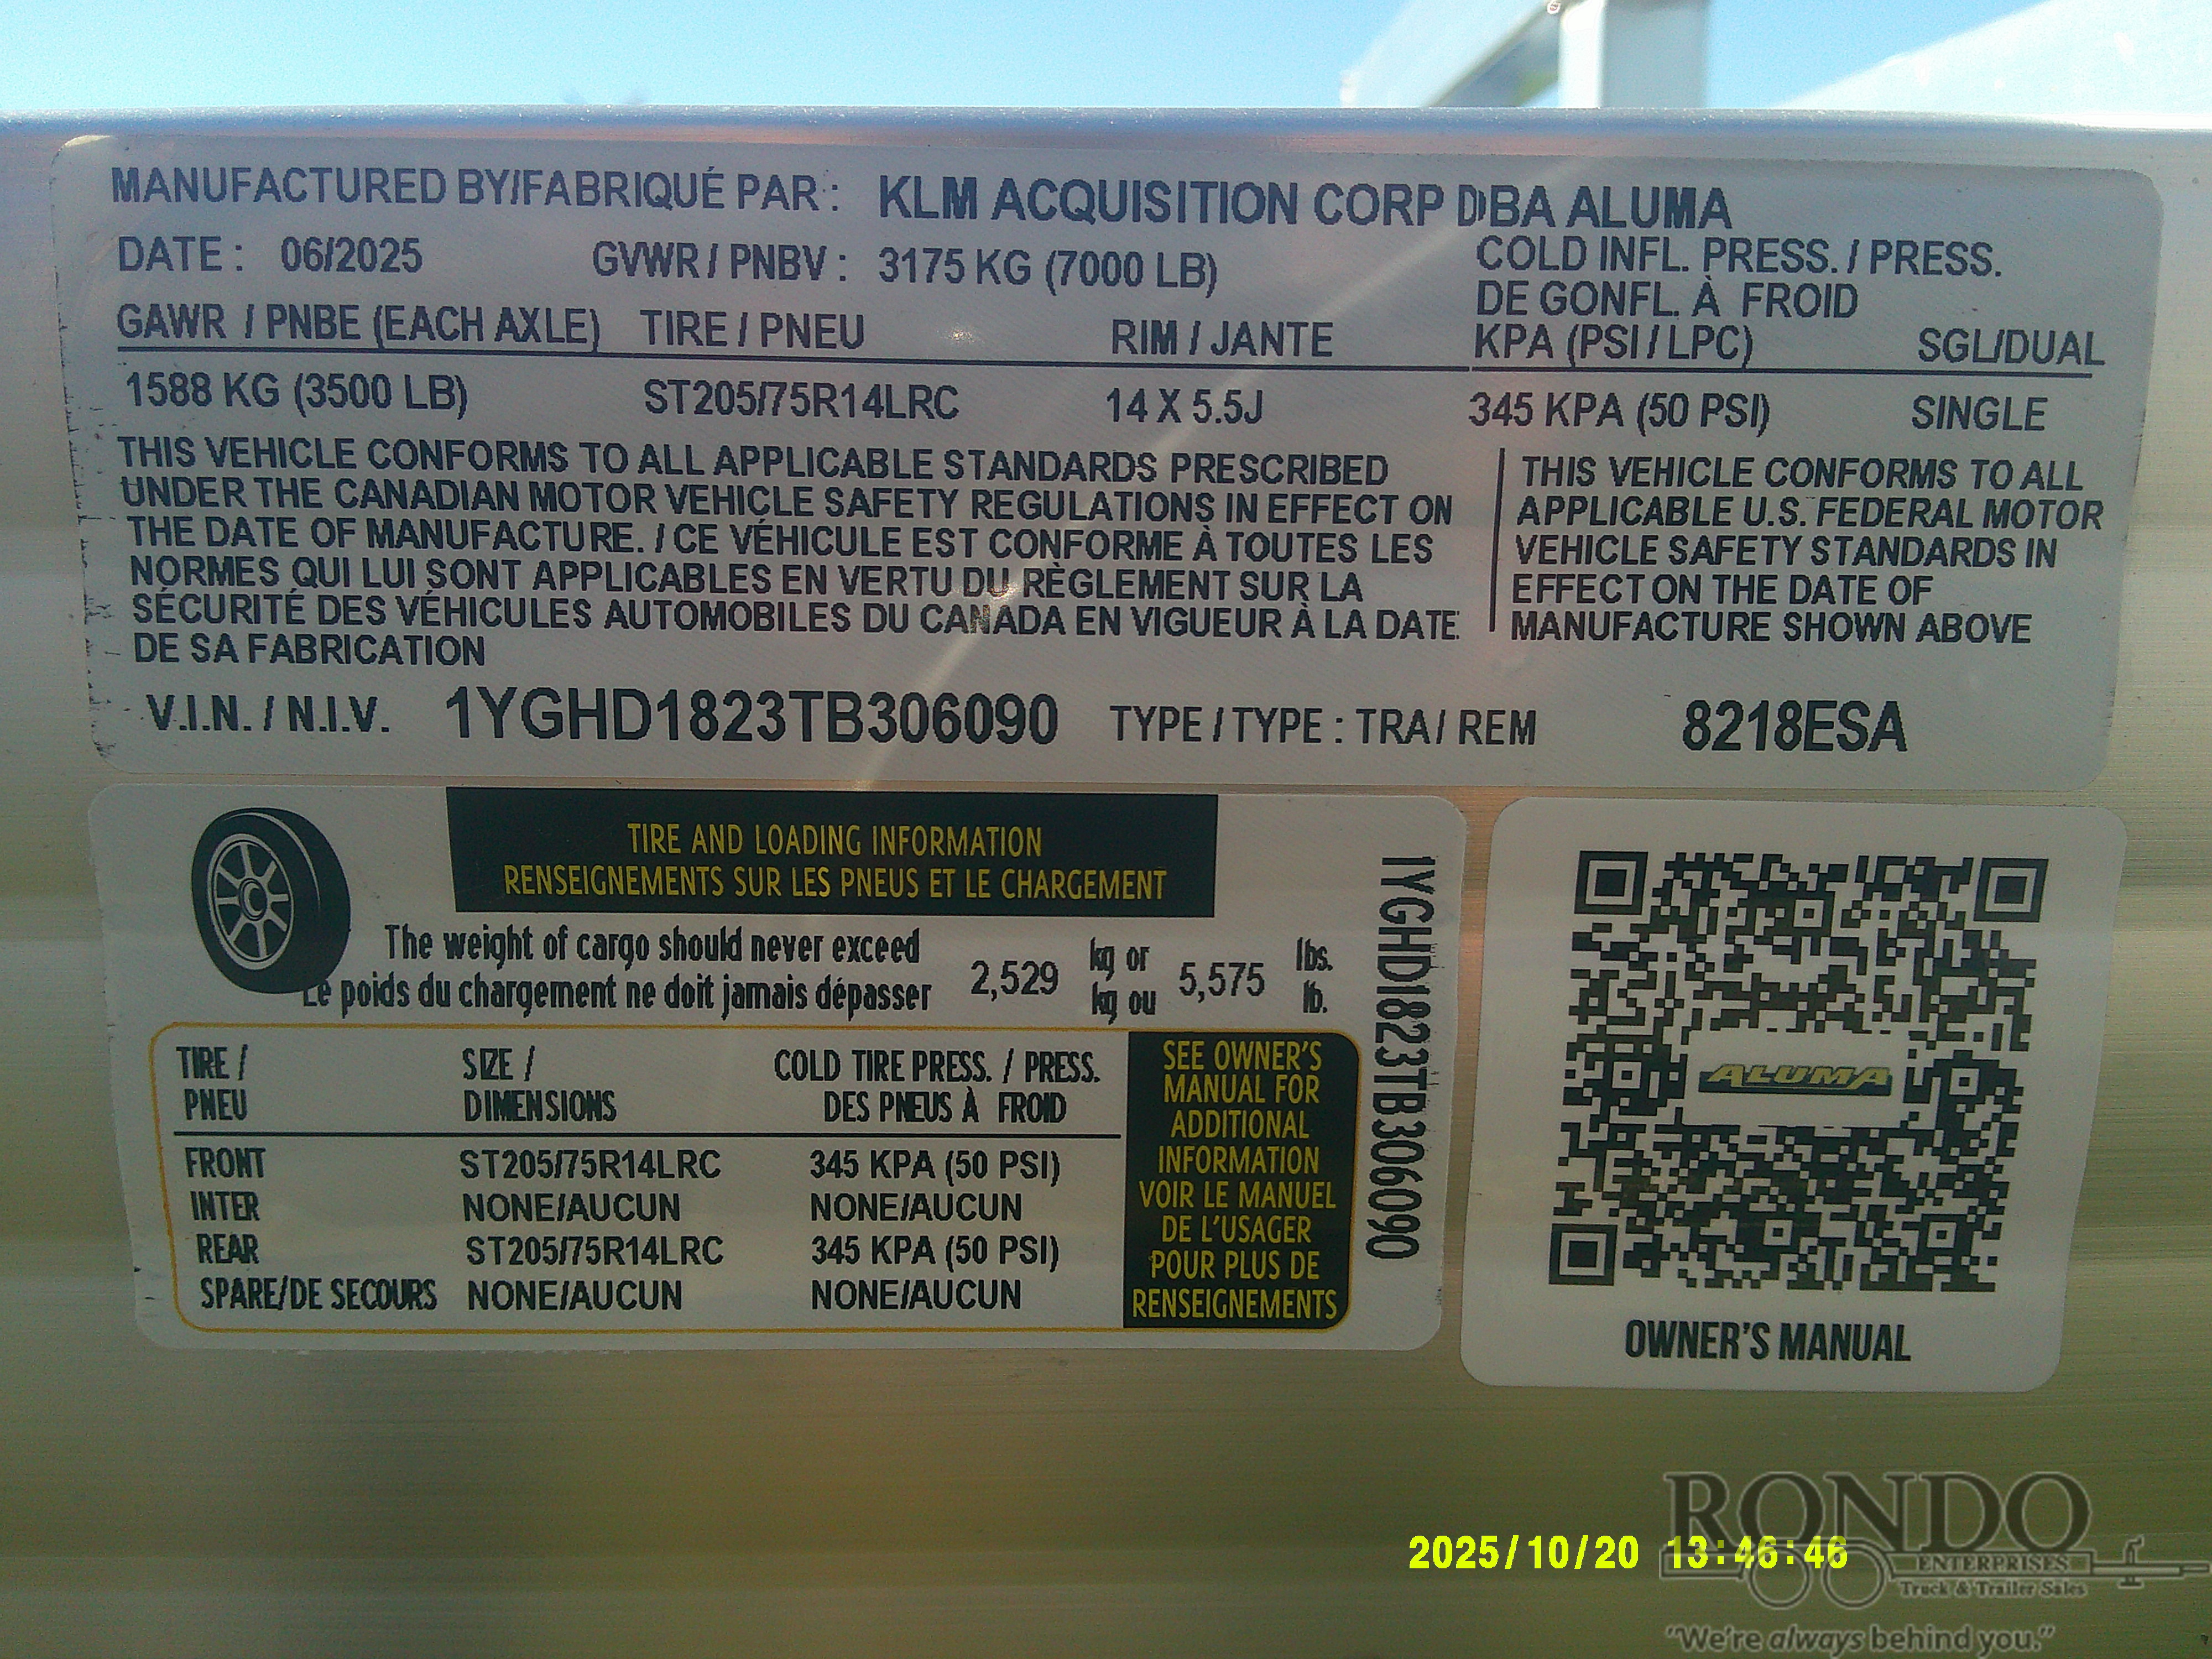 MANUFACTURED BY/FABRIQUÉ PAR: KLM ACQUISITION CORP DBA ALUMA
DATE: 06/2025 GVWR / PNBV: 3175 KG (7000 LB) COLD INFL. PRESS. / PRESS.
DE GONFL. À FROID
GAWR / PNBE (EACH AXLE) TIRE / PNEU RIM / JANTE KPA (PSI / LPC) SGL/DUAL
1588 KG (3500 LB) ST205/75R14LRC 14 X 5.5J 345 KPA (50 PSI) SINGLE
THIS VEHICLE CONFORMS TO ALL APPLICABLE STANDARDS PRESCRIBED
UNDER THE CANADIAN MOTOR VEHICLE SAFETY REGULATIONS IN EFFECT ON
THE DATE OF MANUFACTURE. / CE VÉHICULE EST CONFORME À TOUTES LES
NORMES QUI LUI SONT APPLICABLES EN VERTU DU RÈGLEMENT SUR LA
SÉCURITÉ DES VÉHICULES AUTOMOBILES DU CANADA EN VIGUEUR À LA DATE
DE SA FABRICATION
THIS VEHICLE CONFORMS TO ALL
APPLICABLE U.S. FEDERAL MOTOR
VEHICLE SAFETY STANDARDS IN
EFFECT ON THE DATE OF
MANUFACTURE SHOWN ABOVE
V.I.N. / N.I.V. 1YGHD1823TB306090 TYPE / TYPE : TRA / REM 8218ESA
TIRE AND LOADING INFORMATION
RENSEIGNEMENTS SUR LES PNEUS ET LE CHARGEMENT
The weight of cargo should never exceed 2,529 kg or 5,575 lbs.
Le poids du chargement ne doit jamais dépasser kg ou lb.
TIRE / SIZE / COLD TIRE PRESS. / PRESS.
PNEU DIMENSIONS DES PNEUS À FROID
FRONT ST205/75R14LRC 345 KPA (50 PSI)
INTER NONE/AUCUN NONE/AUCUN
REAR ST205/75R14LRC 345 KPA (50 PSI)
SPARE/DE SECOURS NONE/AUCUN NONE/AUCUN
SEE OWNER'S
MANUAL FOR
ADDITIONAL
INFORMATION
VOIR LE MANUEL
DE L'USAGER
POUR PLUS DE
RENSEIGNEMENTS
1YGHD1823TB306090
ALUMA
OWNER'S MANUAL
2025/10/20 13:46:46
RONDO
ENTERPRISES
Truck & Trailer Sales
"We're always behind you."